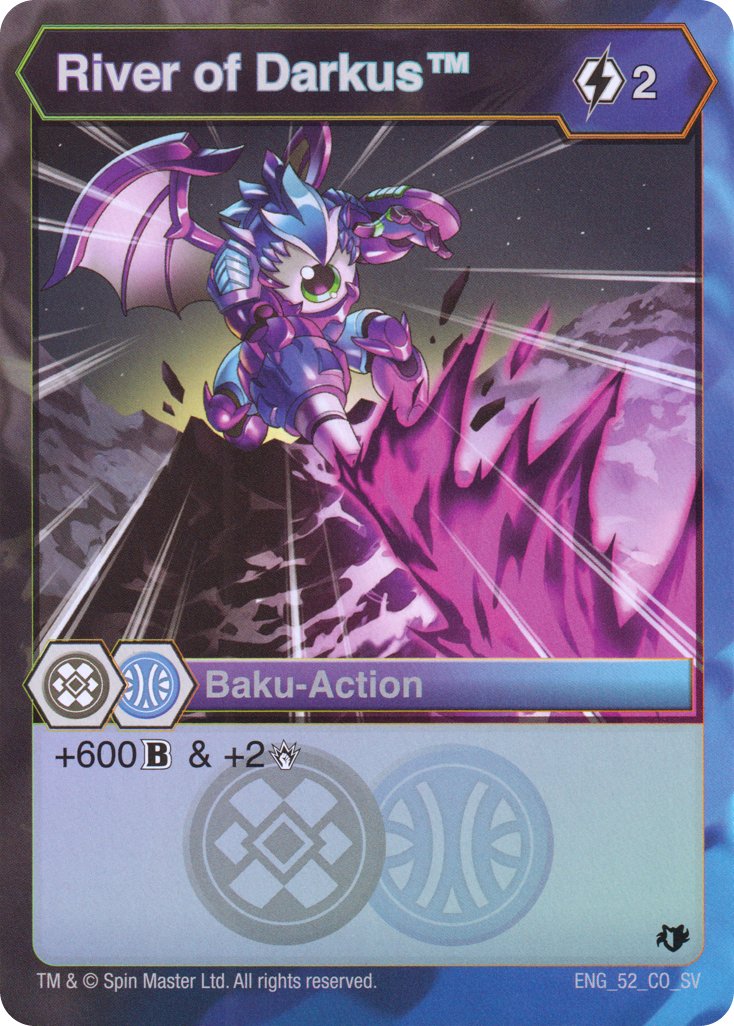 River of Darkus™ 2
Baku-Action
+600 B & +2
TM & © Spin Master Ltd. All rights reserved.
ENG_52_CO_SV